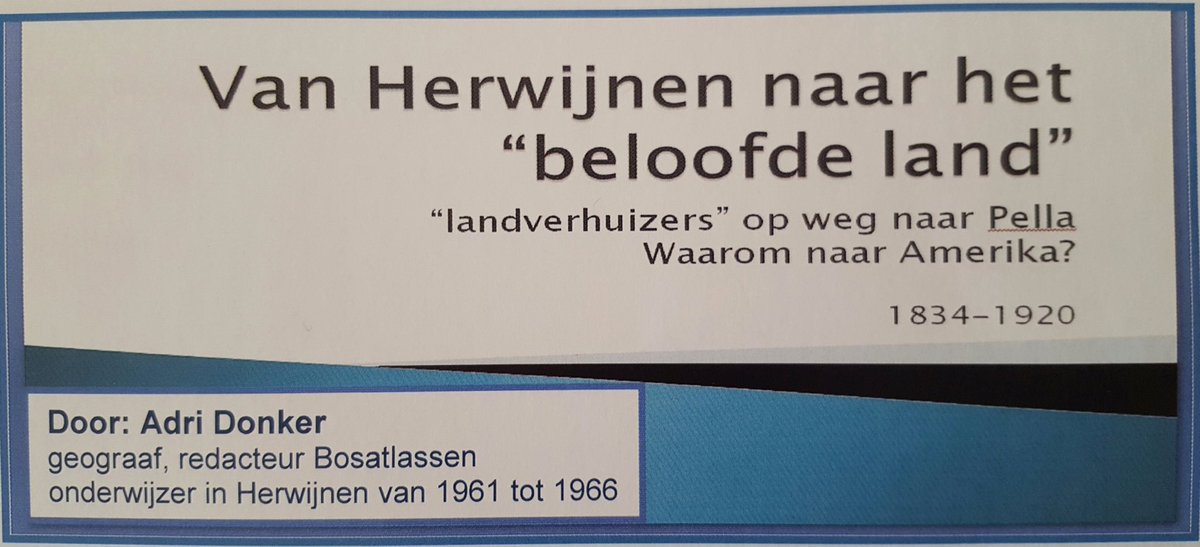 Van Herwijnen naar het
“beloofde land”
“landverhuizers” op weg naar Pella
Waarom naar Amerika?
1834–1920
Door: Adri Donker
geograaf, redacteur Bosatlassen
onderwijzer in Herwijnen van 1961 tot 1966